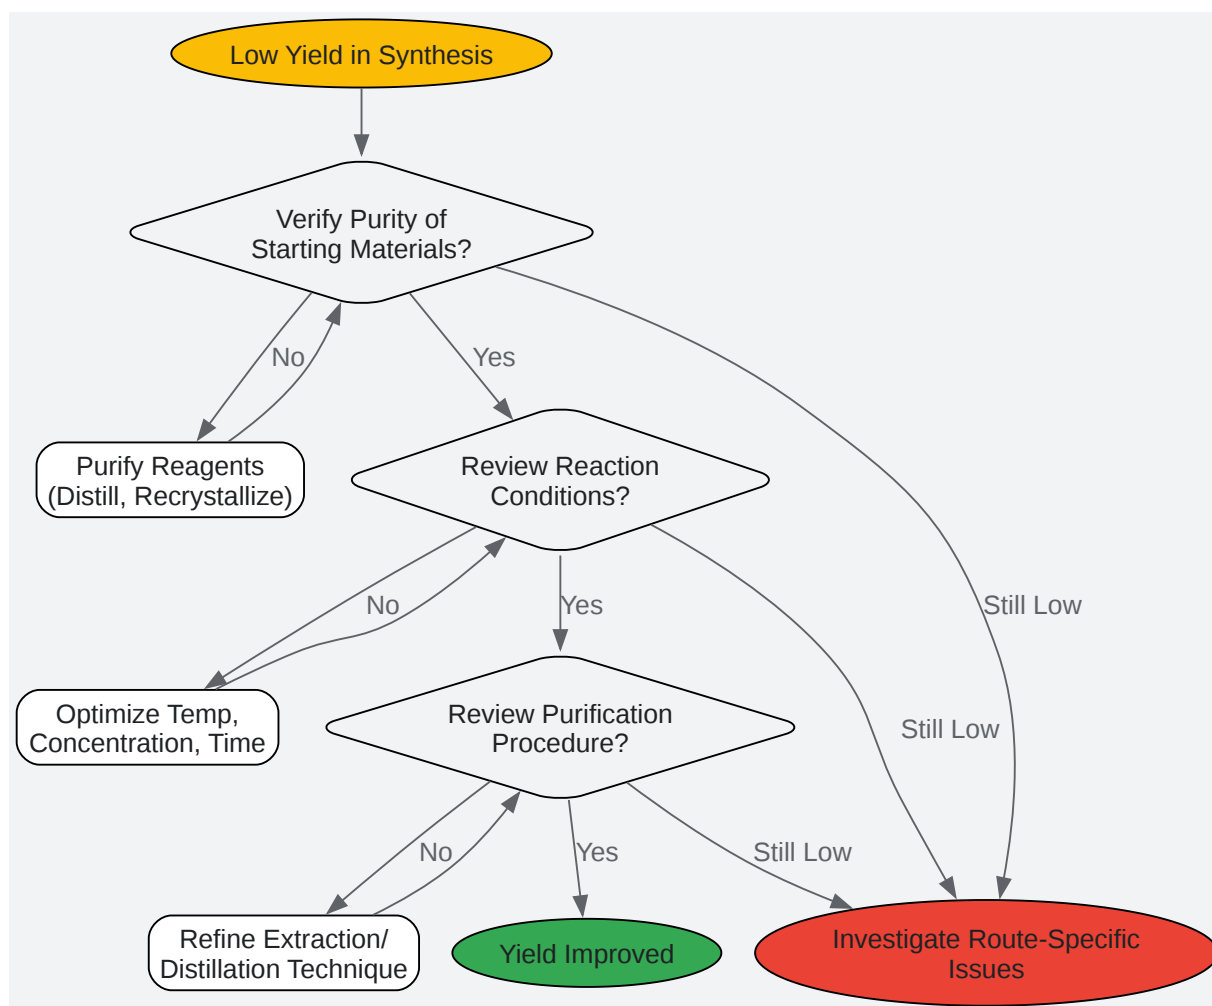 Low Yield in Synthesis
Verify Purity of
Starting Materials?
No
Yes
Purify Reagents
(Distill, Recrystallize)
Review Reaction
Conditions?
No
Yes
Still Low
Optimize Temp,
Concentration, Time
Review Purification
Procedure?
Still Low
No
Yes
Still Low
Refine Extraction/
Distillation Technique
Yield Improved
Investigate Route-Specific
Issues